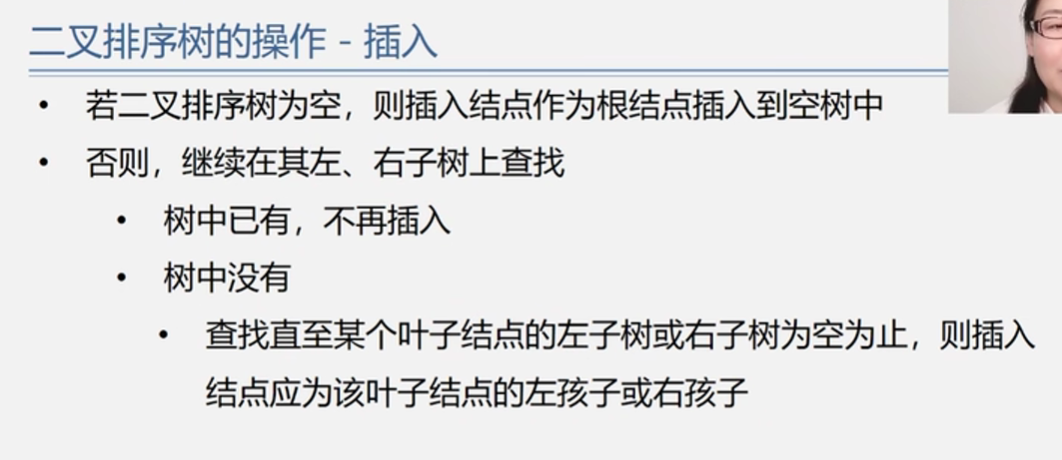 二叉排序树的操作 - 插入
• 若二叉排序树为空，则插入结点作为根结点插入到空树中
• 否则，继续在其左、右子树上查找
• 树中已有，不再插入
• 树中没有
• 查找直至某个叶子结点的左子树或右子树为空为止，则插入
结点应为该叶子结点的左孩子或右孩子